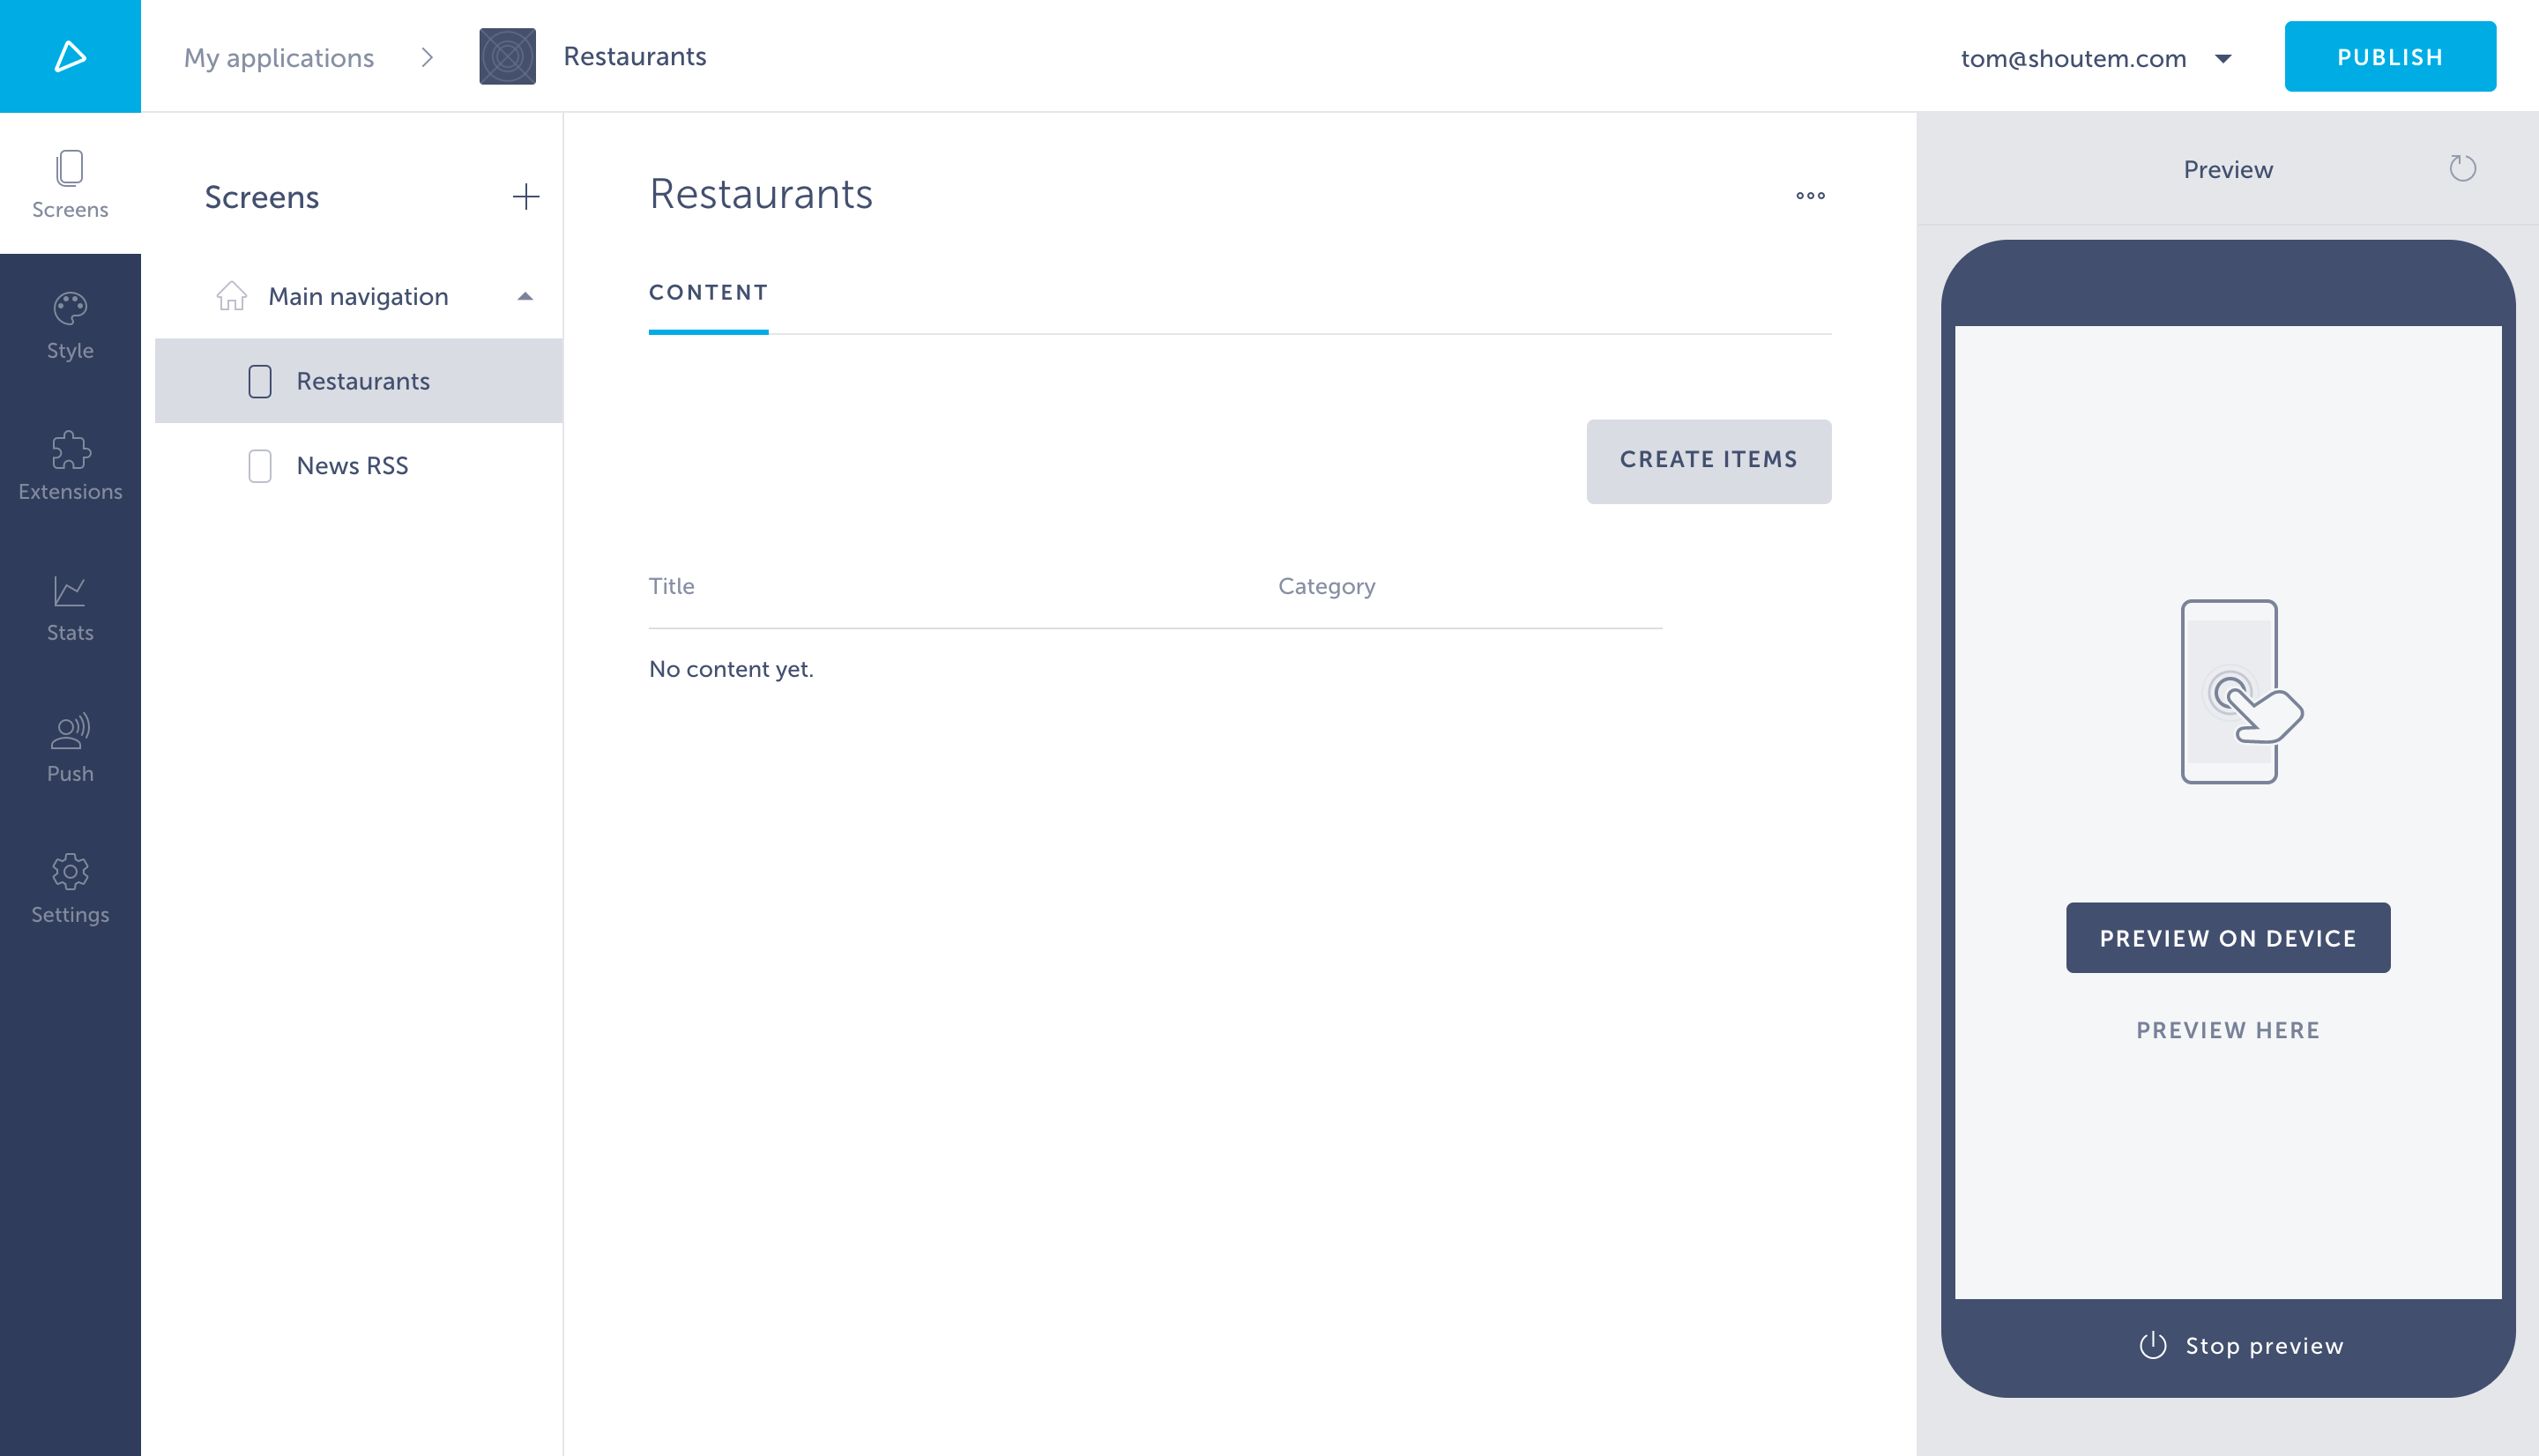 My applications
Restaurants
tom@shoutem.com
PUBLISH
Screens
Style
Extensions
Stats
Push
Settings
Screens
Main navigation
Restaurants
News RSS
Restaurants
CONTENT
CREATE ITEMS
Title Category
No content yet.
Preview
PREVIEW ON DEVICE
PREVIEW HERE
Stop preview